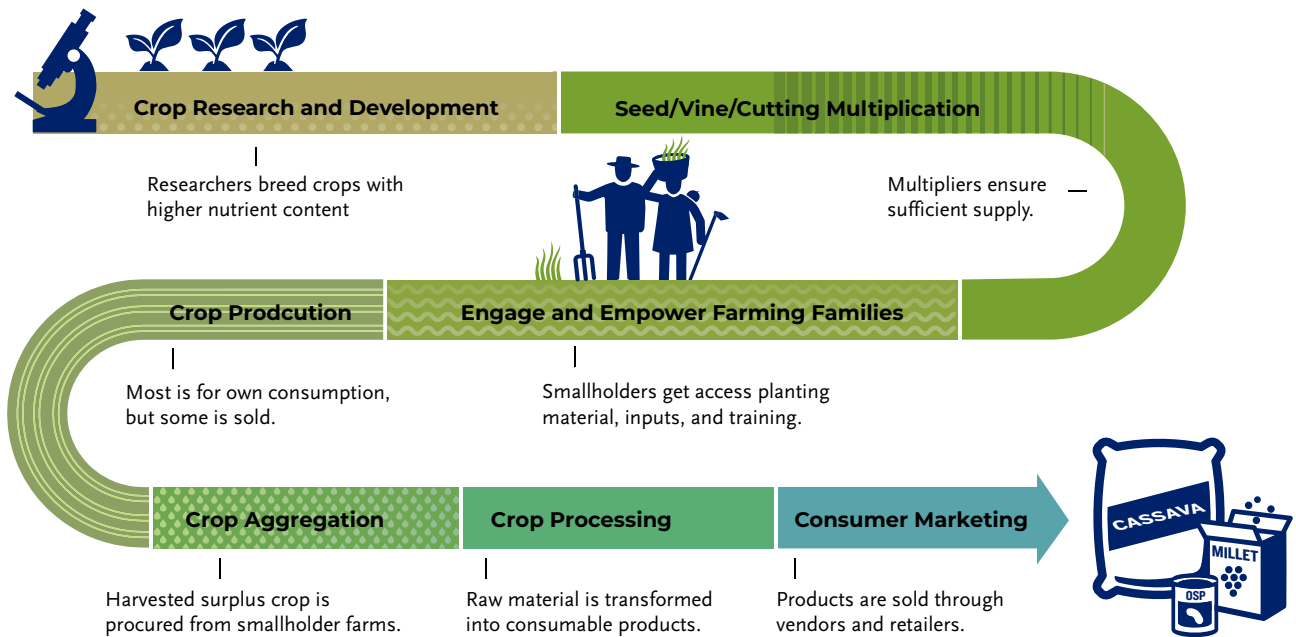 Crop Research and Development
Seed/Vine/Cutting Multiplication
Researchers breed crops with
higher nutrient content
Multipliers ensure
sufficient supply.
Crop Prodcution
Engage and Empower Farming Families
Most is for own consumption,
but some is sold.
Smallholders get access planting
material, inputs, and training.
Crop Aggregation
Crop Processing
Consumer Marketing
CASSAVA
MILLET
OSP
Harvested surplus crop is
procured from smallholder farms.
Raw material is transformed
into consumable products.
Products are sold through
vendors and retailers.